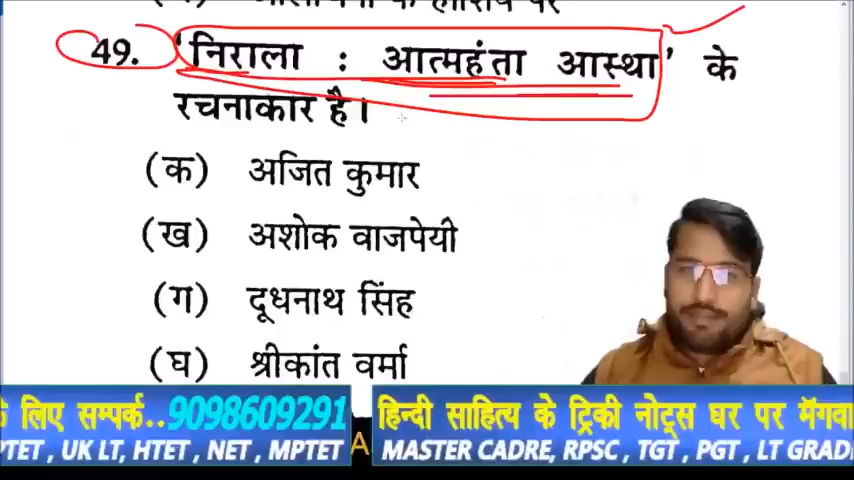 49. 'निराला : आत्महंता आस्था' के
रचनाकार है।
(क) अजित कुमार
(ख) अशोक वाजपेयी
(ग) दूधनाथ सिंह
(घ) श्रीकांत वर्मा
लिए सम्पर्क..9098609291 हिन्दी साहित्य के ट्रिकी नोट्स घर पर मॅगवा
PTET , UK LT, HTET , NET , MPTET A MASTER CADRE, RPSC , TGT , PGT , LT GRAD